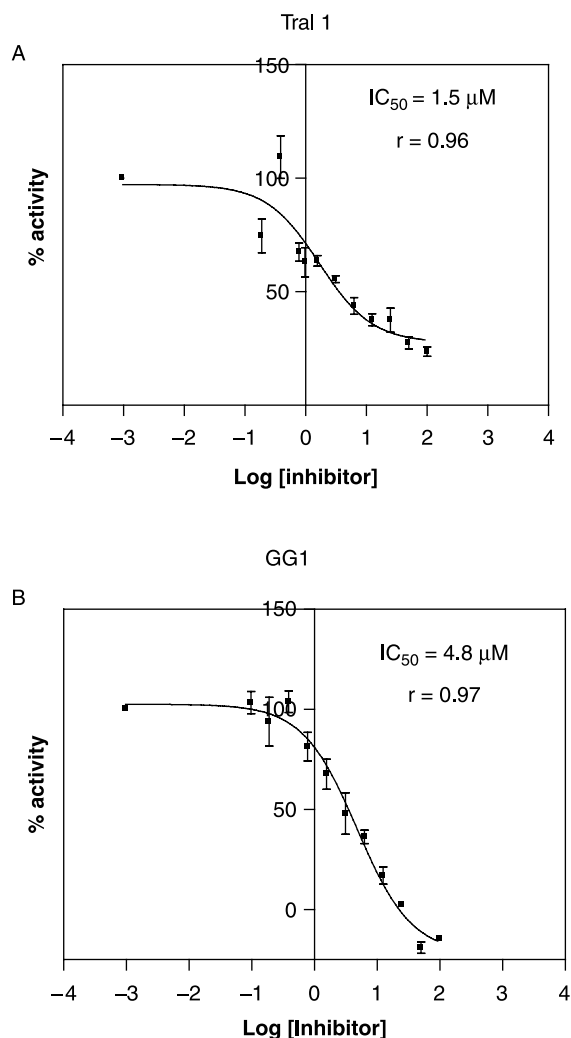 Tral 1
A
150
100
50
% activity
IC50 = 1.5 μM
r = 0.96
–4 –3 –2 –1 0 1 2 3 4
Log [inhibitor]
GG1
B
150
100
50
0
% activity
IC50 = 4.8 μM
r = 0.97
–4 –3 –2 –1 0 1 2 3 4
Log [Inhibitor]